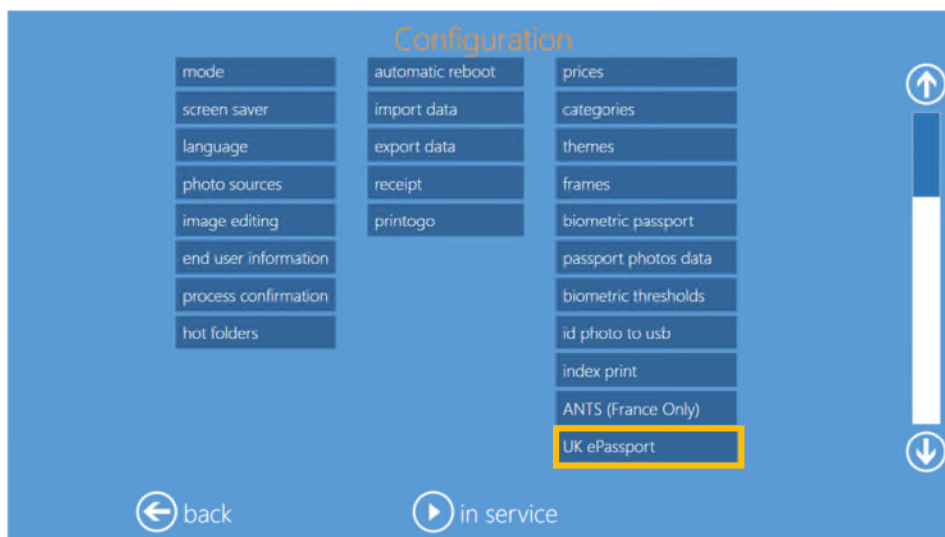 Configuration
mode
screen saver
language
photo sources
image editing
end user information
process confirmation
hot folders
automatic reboot
import data
export data
receipt
printogo
prices
categories
themes
frames
biometric passport
passport photos data
biometric thresholds
id photo to usb
index print
ANTS (France Only)
UK ePassport
back
in service